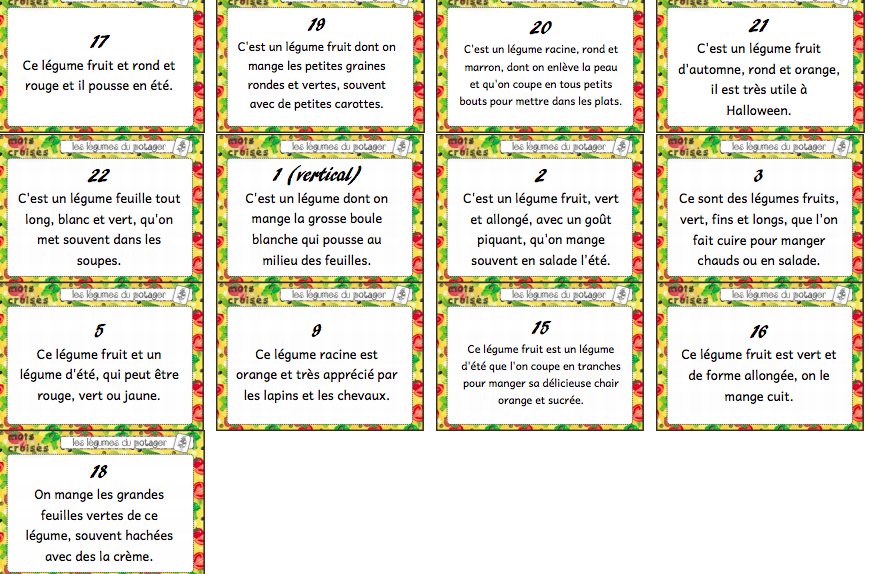 17
Ce légume fruit et rond et
rouge et il pousse en été.
19
C'est un légume fruit dont on
mange les petites graines
rondes et vertes, souvent
avec de petites carottes.
20
C'est un légume racine, rond et
marron, dont on enlève la peau
et qu'on coupe en tous petits
bouts pour mettre dans les plats.
21
C'est un légume fruit
d'automne, rond et orange,
il est très utile à
Halloween.
mots
croisés
les légumes du potager
22
C'est un légume feuille tout
long, blanc et vert, qu'on
met souvent dans les
soupes.
mots
croisés
les légumes du potager
1 (vertical)
C'est un légume dont on
mange la grosse boule
blanche qui pousse au
milieu des feuilles.
mots
croisés
les légumes du potager
2
C'est un légume fruit, vert
et allongé, avec un goût
piquant, qu'on mange
souvent en salade l'été.
mots
croisés
les légumes du potager
3
Ce sont des légumes fruits,
vert, fins et longs, que l'on
fait cuire pour manger
chauds ou en salade.
mots
croisés
les légumes du potager
5
Ce légume fruit et un
légume d'été, qui peut être
rouge, vert ou jaune.
mots
croisés
les légumes du potager
9
Ce légume racine est
orange et très apprécié par
les lapins et les chevaux.
mots
croisés
les légumes du potager
15
Ce légume fruit est un légume
d'été que l'on coupe en tranches
pour manger sa délicieuse chair
orange et sucrée.
mots
croisés
les légumes du potager
16
Ce légume fruit est vert et
de forme allongée, on le
mange cuit.
mots
croisés
les légumes du potager
18
On mange les grandes
feuilles vertes de ce
légume, souvent hachées
avec des la crème.